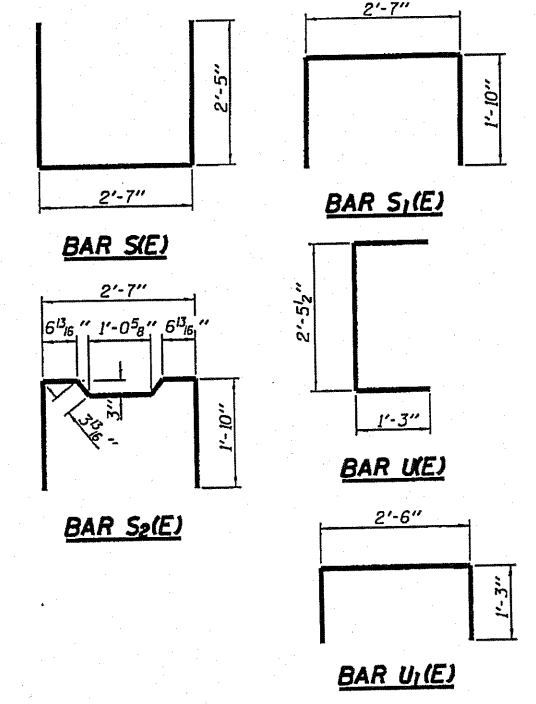 2'-5"
2'-7"
BAR S(E)
2'-7"
1'-10"
BAR S1(E)
2'-7"
6 13/16" 1'-0 5/8" 6 13/16"
3"
3 13/16"
1'-10"
BAR S2(E)
2'-5 1/2"
1'-3"
BAR U(E)
2'-6"
1'-3"
BAR U1(E)